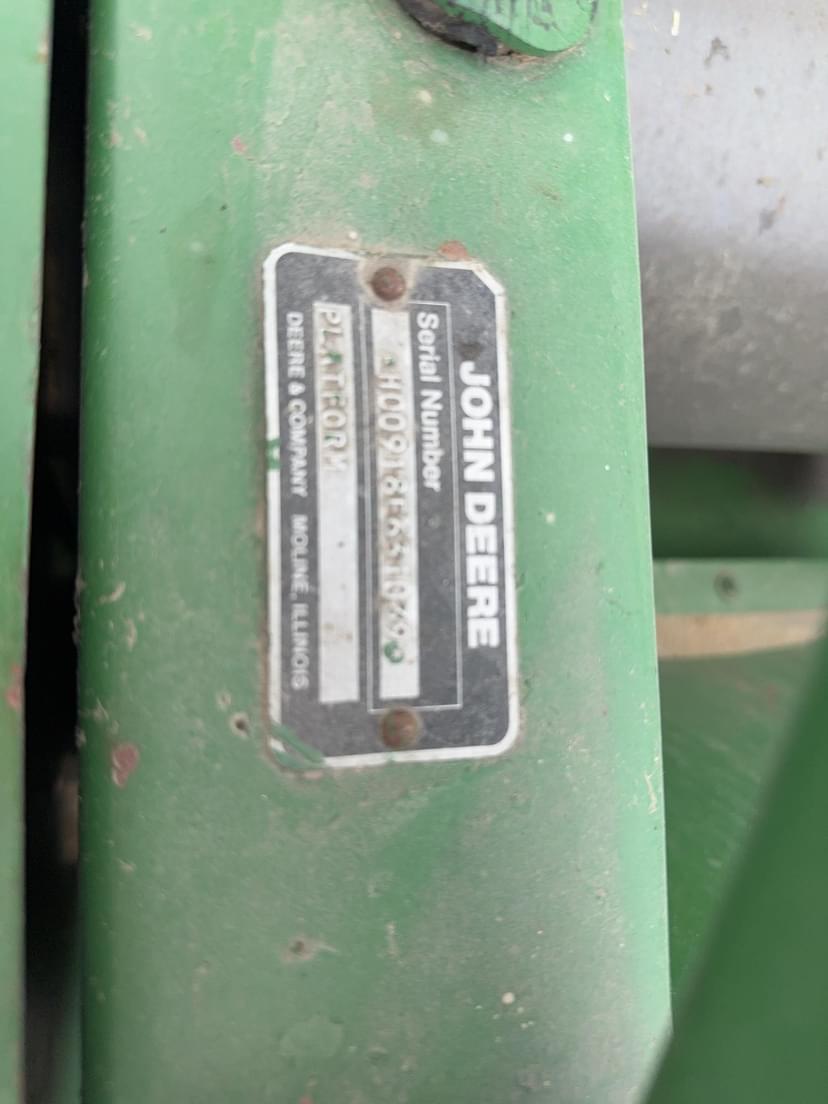 JOHN DEERE
Serial Number
PLATFORM
DEERE & COMPANY MOLINE, ILLINOIS